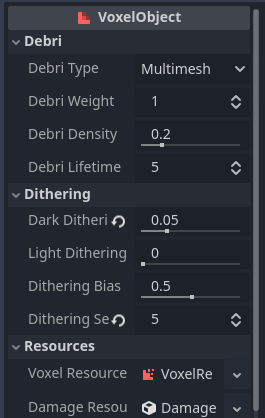 VoxelObject
Debri
Debri Type Multimesh
Debri Weight 1
Debri Density 0.2
Debri Lifetime 5
Dithering
Dark Ditheri 0.05
Light Dithering 0
Dithering Bias 0.5
Dithering Se 5
Resources
Voxel Resource VoxelRe
Damage Resou Damage